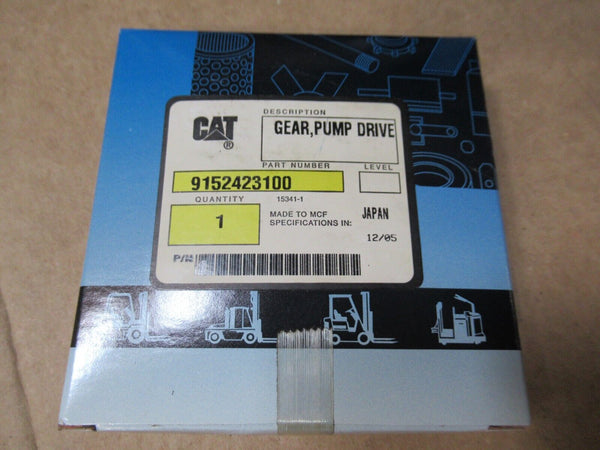 DESCRIPTION
CAT®
GEAR,PUMP DRIVE
PART NUMBER
LEVEL
9152423100
QUANTITY
15341-1
1
MADE TO MCF
SPECIFICATIONS IN:
JAPAN
12/05
P/N